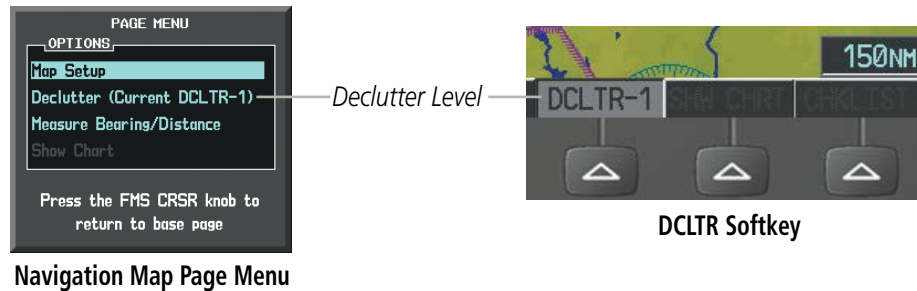 PAGE MENU
OPTIONS
Map Setup
Declutter (Current DCLTR-1)
Measure Bearing/Distance
Show Chart
Press the FMS CRSR knob to
return to base page
Navigation Map Page Menu
Declutter Level
150NM
DCLTR-1 SHW CHRT CHKLIST
DCLTR Softkey